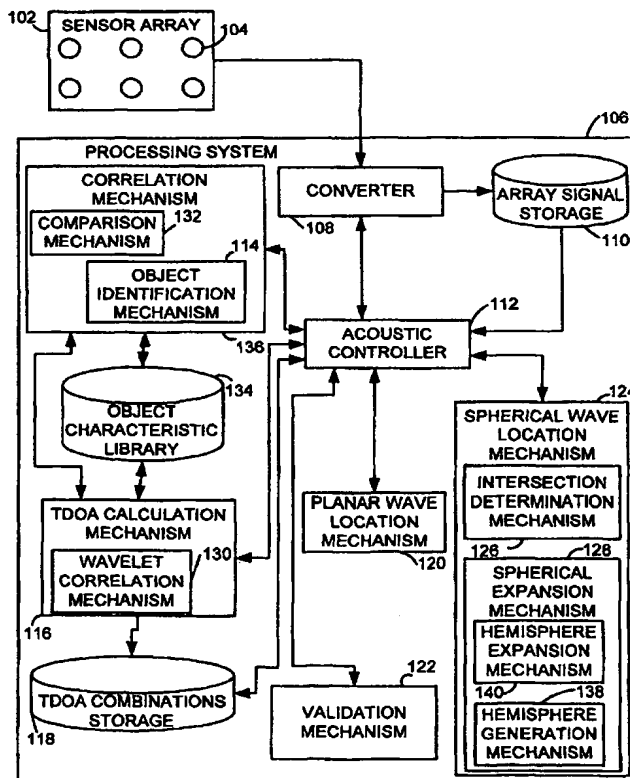 102
SENSOR ARRAY
104
106
PROCESSING SYSTEM
CORRELATION
MECHANISM
COMPARISON
MECHANISM
132
114
OBJECT
IDENTIFICATION
MECHANISM
136
CONVERTER
108
ARRAY SIGNAL
STORAGE
110
112
ACOUSTIC
CONTROLLER
134
OBJECT
CHARACTERISTIC
LIBRARY
TDOA CALCULATION
MECHANISM
130
WAVELET
CORRELATION
MECHANISM
116
PLANAR WAVE
LOCATION
MECHANISM
120
124
SPHERICAL WAVE
LOCATION
MECHANISM
INTERSECTION
DETERMINATION
MECHANISM
126
128
SPHERICAL
EXPANSION
MECHANISM
HEMISPHERE
EXPANSION
MECHANISM
140
138
HEMISPHERE
GENERATION
MECHANISM
TDOA COMBINATIONS
STORAGE
118
122
VALIDATION
MECHANISM